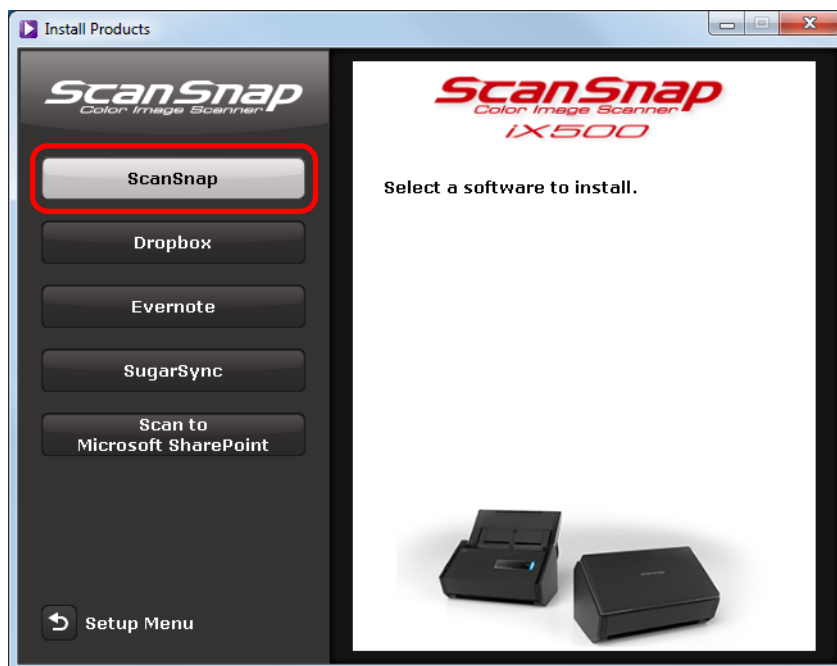 Install Products
ScanSnap
Color Image Scanner
ScanSnap
Dropbox
Evernote
SugarSync
Scan to
Microsoft SharePoint
Setup Menu
ScanSnap
Color Image Scanner
iX500
Select a software to install.